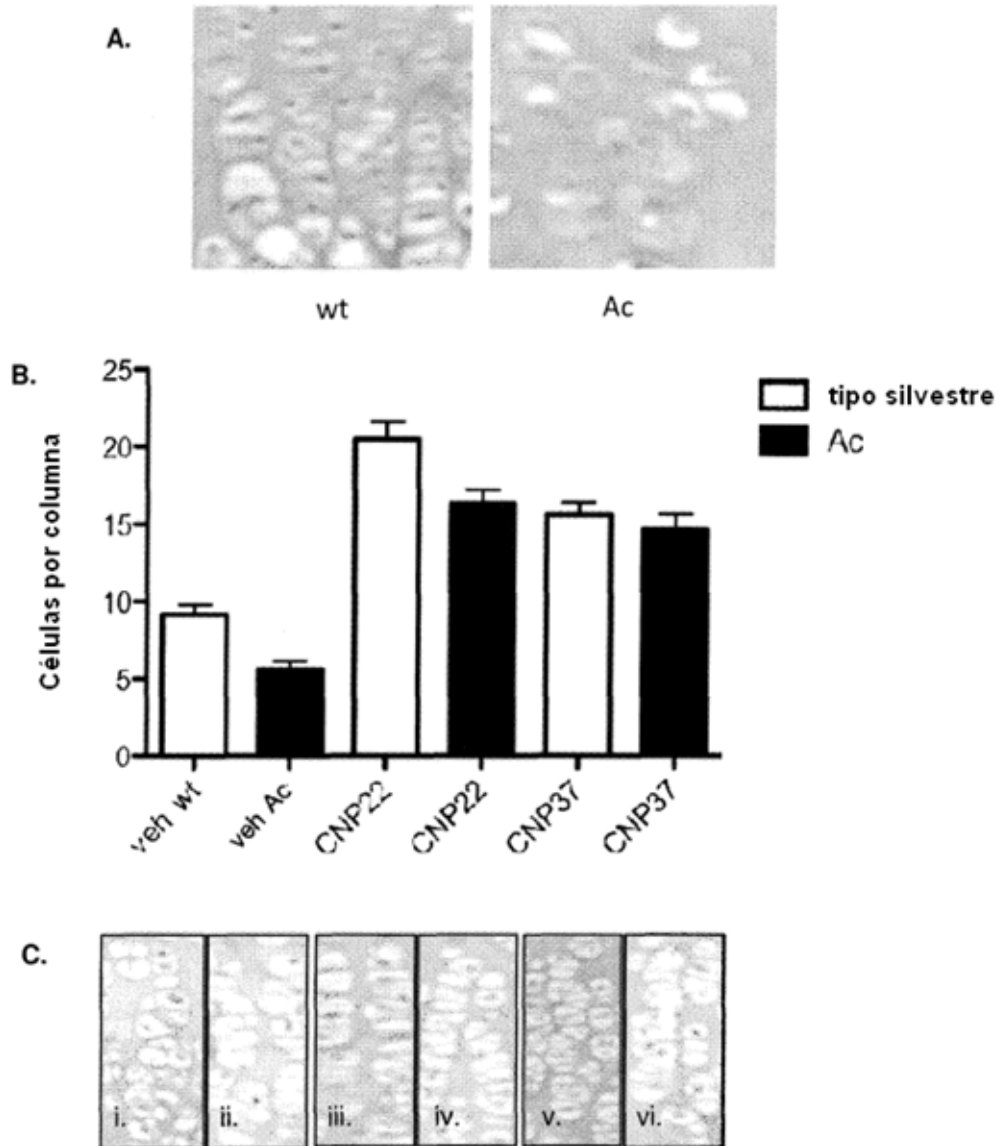 A.
wt
Ac
B.
Células por columna
25
20
15
10
5
0
tipo silvestre
Ac
veh wt
veh Ac
CNP22
CNP22
CNP37
CNP37
C.
i.
ii.
iii.
iv.
v.
vi.